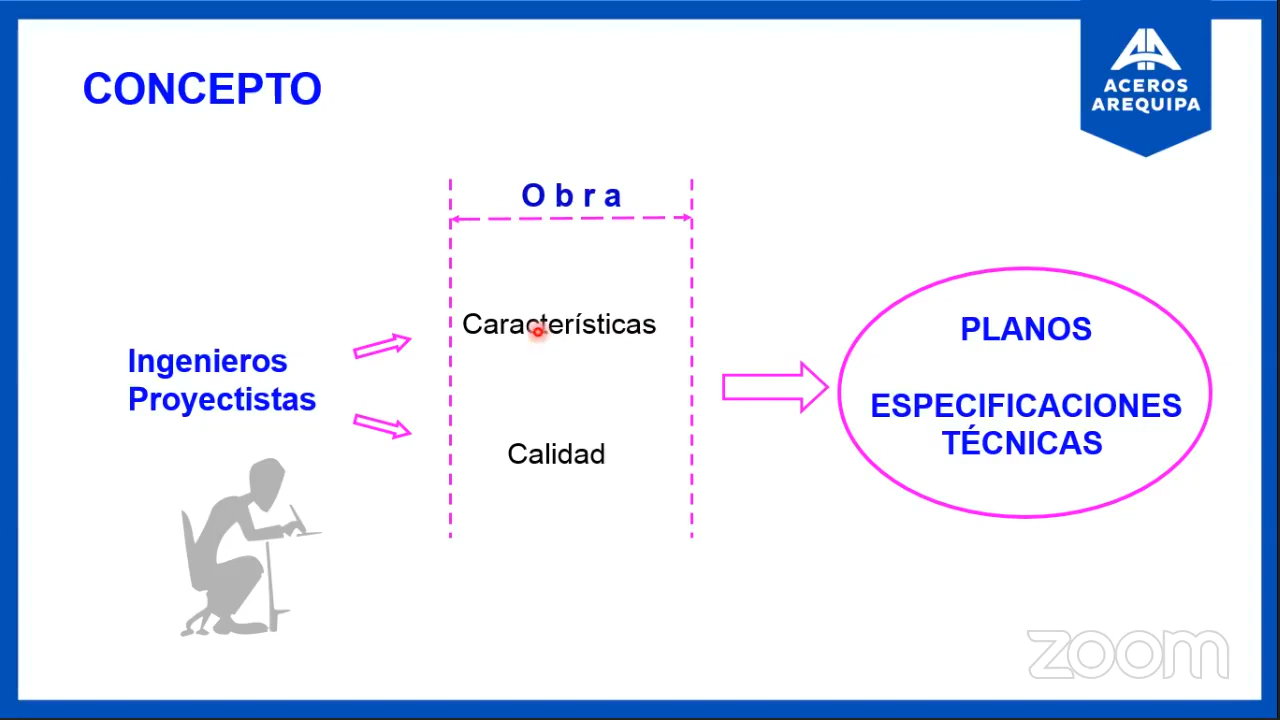 CONCEPTO
ACEROS
AREQUIPA
O b r a
Características
Ingenieros
Proyectistas
Calidad
PLANOS
ESPECIFICACIONES
TÉCNICAS
zoom